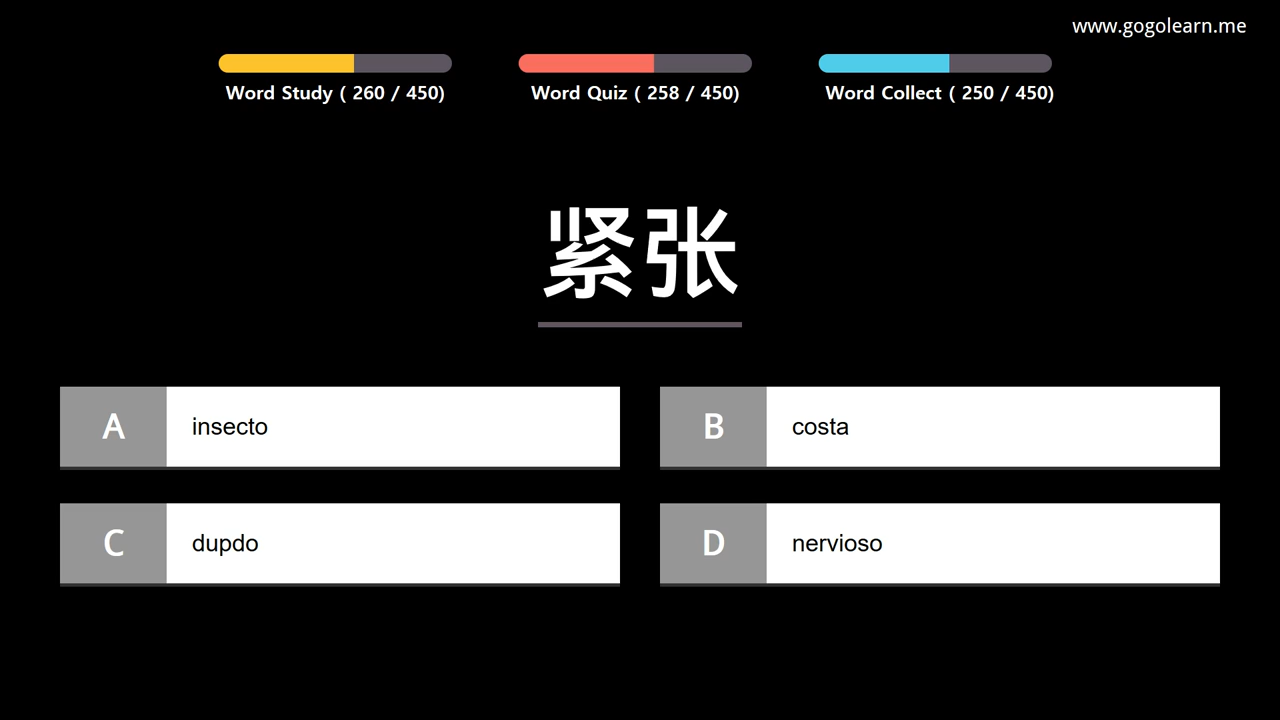 www.gogolearn.me
Word Study ( 260 / 450)
Word Quiz ( 258 / 450)
Word Collect ( 250 / 450)
紧张
A insecto
B costa
C dupdo
D nervioso